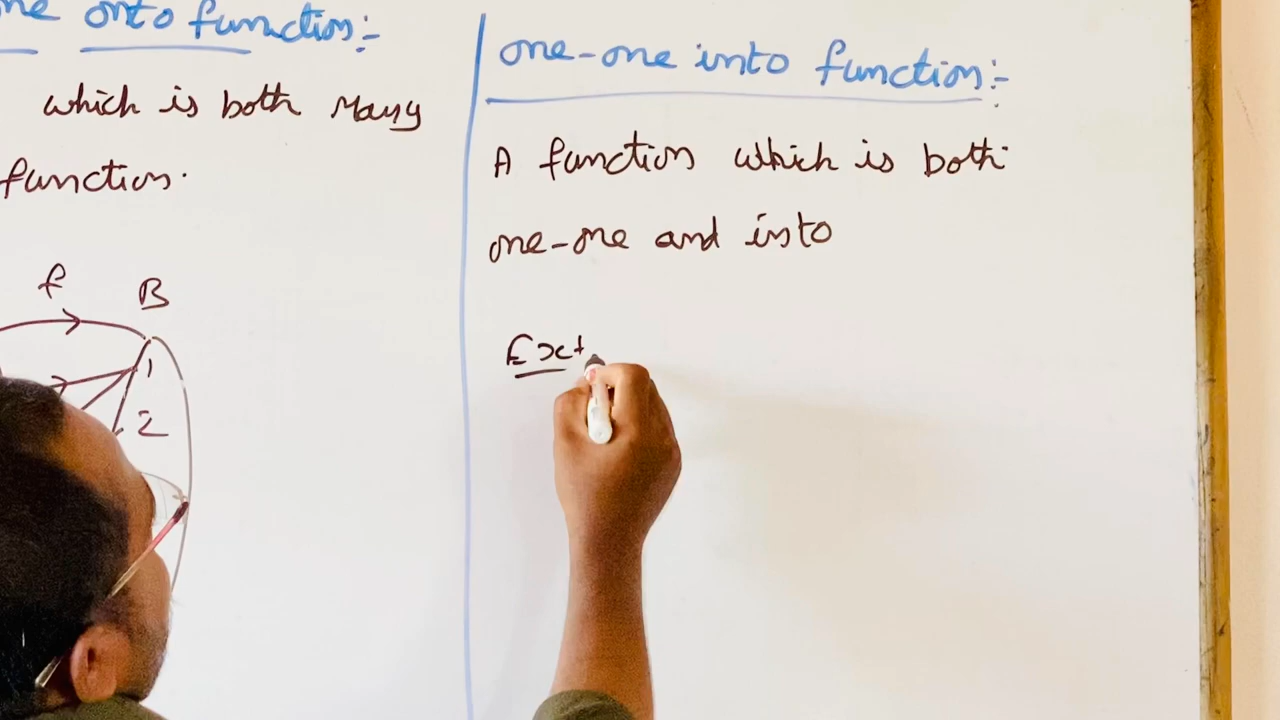 onto function:-
which is both Many
function.
f B
1
2
one-one into function:-
A function which is both
one-one and into
Ex